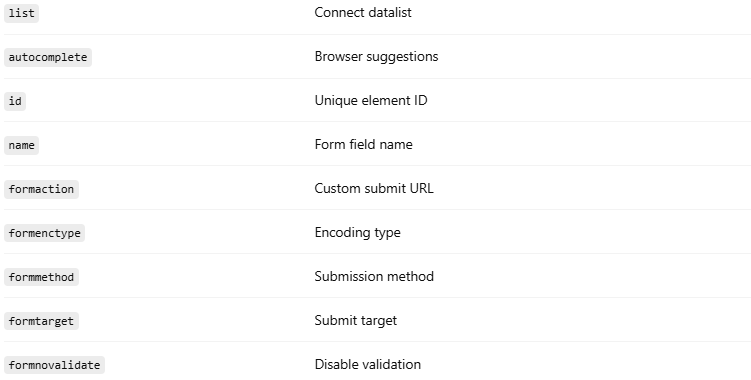 list Connect datalist
autocomplete Browser suggestions
id Unique element ID
name Form field name
formaction Custom submit URL
formenctype Encoding type
formmethod Submission method
formtarget Submit target
formnovalidate Disable validation